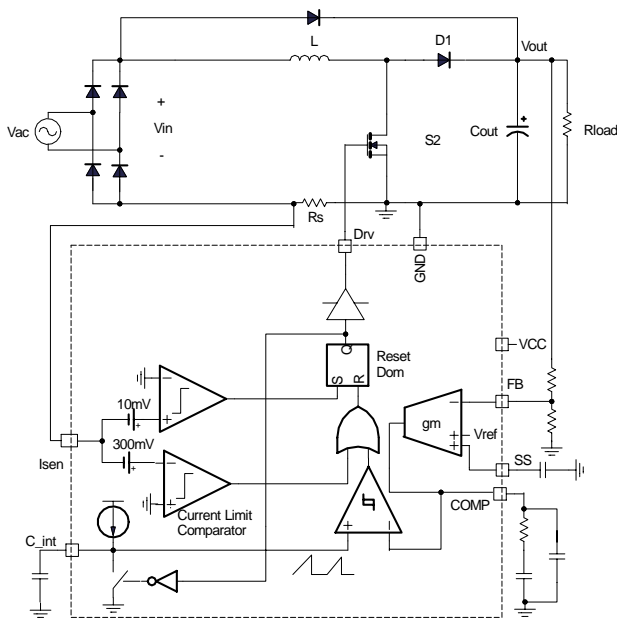 L
D1
Vout
+
Vac
Vin
-
S2
+
Cout
Rload
Rs
Drv
GND
Q
Reset
Dom
VCC
S
R
10mV
-
+
+
300mV
-
+
+
Isen
Current Limit
Comparator
FB
gm
-
Vref
+
+
SS
COMP
C_int
+
-